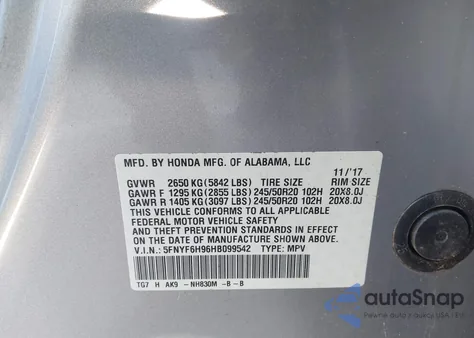 MFD. BY HONDA MFG. OF ALABAMA, LLC
11/'17
GVWR 2650 KG (5842 LBS) TIRE SIZE RIM SIZE
GAWR F 1295 KG (2855 LBS) 245/50R20 102H 20X8.0J
GAWR R 1405 KG (3097 LBS) 245/50R20 102H 20X8.0J
THIS VEHICLE CONFORMS TO ALL APPLICABLE
FEDERAL MOTOR VEHICLE SAFETY
AND THEFT PREVENTION STANDARDS IN EFFECT
ON THE DATE OF MANUFACTURE SHOWN ABOVE.
V.I.N.: 5FNYF6H96HB099542 TYPE: MPV
TG7 H AK9 -NH830M -B -B
autoSnap